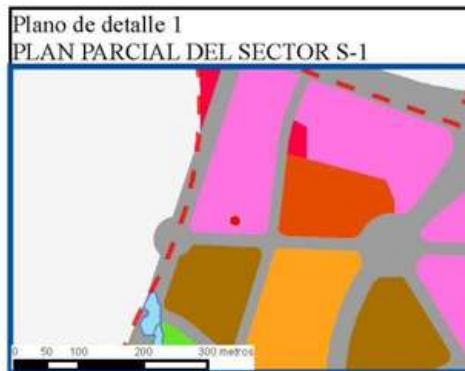 Plano de detalle 1
PLAN PARCIAL DEL SECTOR S-1
0 50 100 200 300 metros